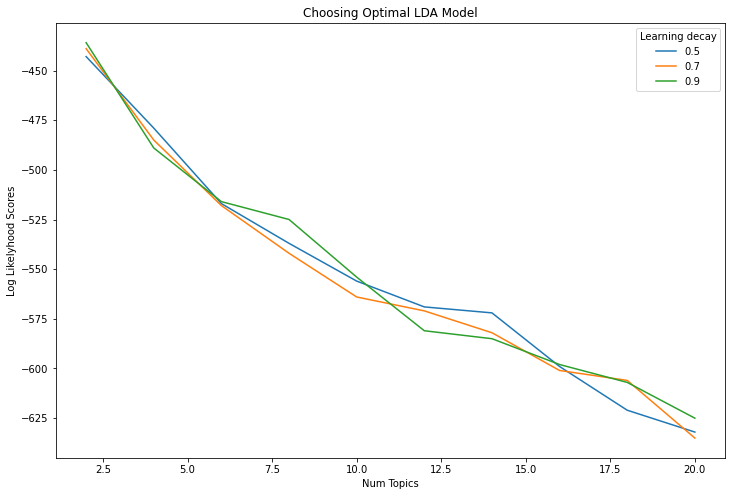 Choosing Optimal LDA Model
Learning decay
0.5
0.7
0.9
Log Likelyhood Scores
−450
−475
−500
−525
−550
−575
−600
−625
2.5 5.0 7.5 10.0 12.5 15.0 17.5 20.0
Num Topics